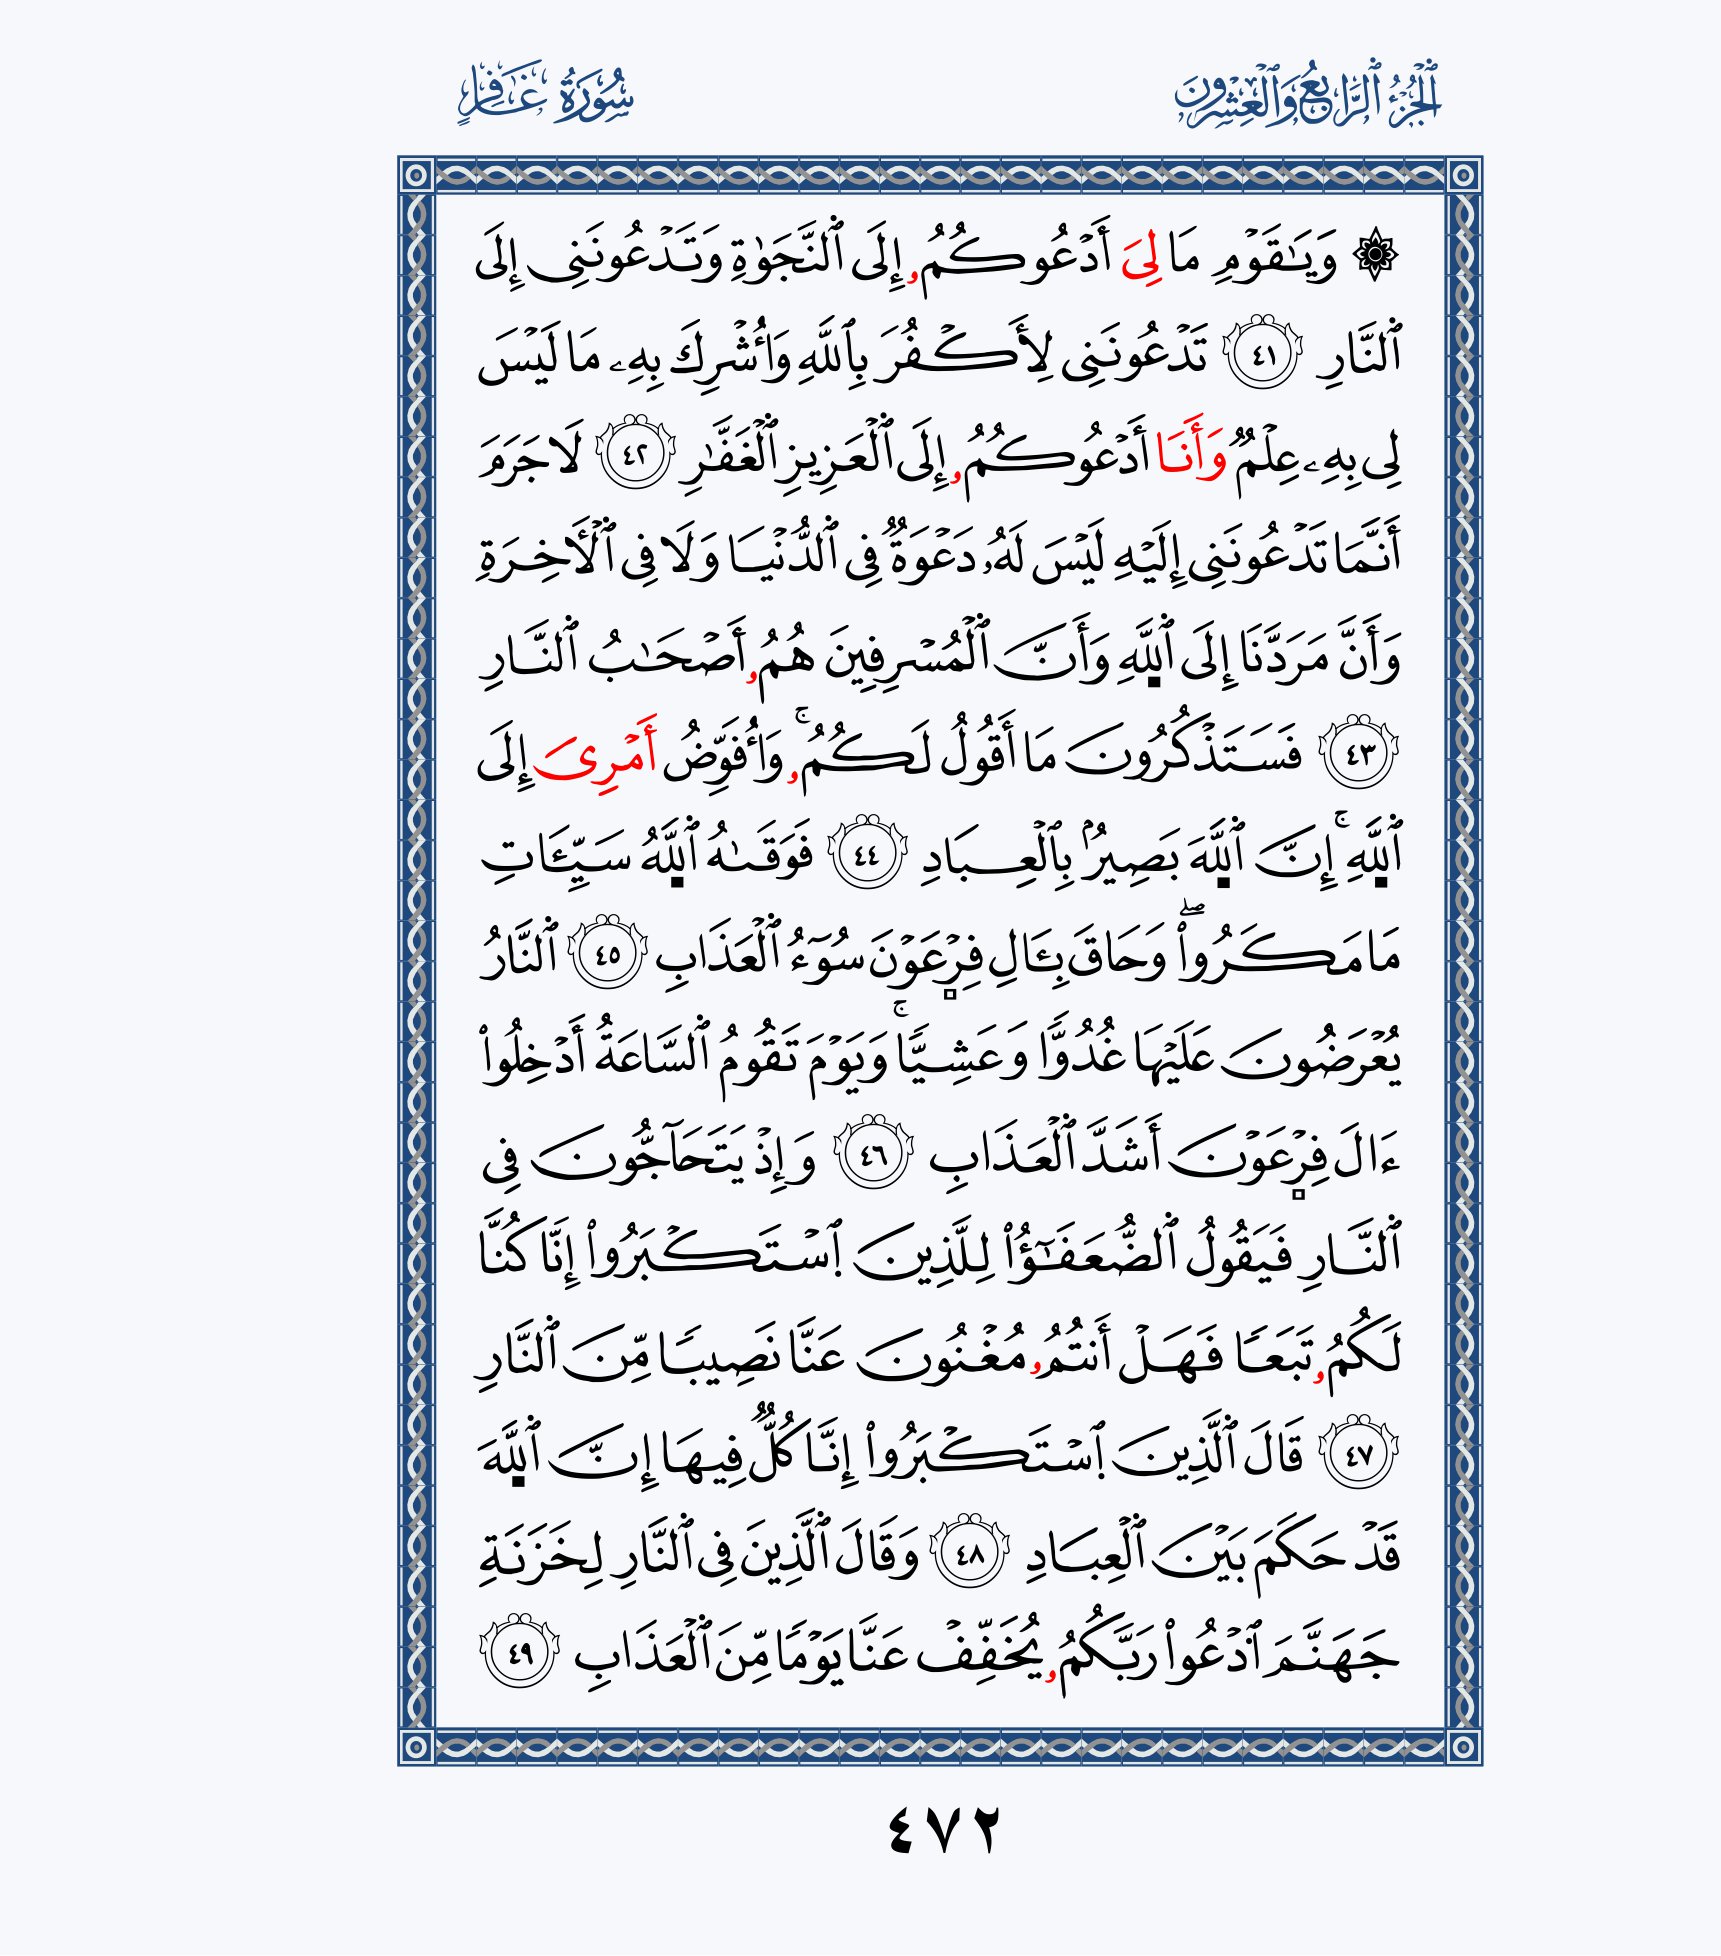 ٱلۡجُزۡءُ ٱلرَّابِعُ وَٱلۡعِشۡرُونَ
سُورَةُ غَافِرٍ
۞ وَيَٰقَوۡمِ مَا لِيَ أَدۡعُوكُمُۥ إِلَى ٱلنَّجَوٰةِ وَتَدۡعُونَنِي إِلَى
ٱلنَّارِ ٤١ تَدۡعُونَنِي لِأَكۡفُرَ بِٱللَّهِ وَأُشۡرِكَ بِهِۦ مَا لَيۡسَ
لِي بِهِۦ عِلۡمٌ وَأَنَا أَدۡعُوكُمُۥ إِلَى ٱلۡعَزِيزِ ٱلۡغَفَّٰرِ ٤٢ لَا جَرَمَ
أَنَّمَا تَدۡعُونَنِي إِلَيۡهِ لَيۡسَ لَهُۥ دَعۡوَةٌ فِي ٱلدُّنۡيَا وَلَا فِي ٱلۡأٓخِرَةِ
وَأَنَّ مَرَدَّنَا إِلَى ٱللَّهِ وَأَنَّ ٱلۡمُسۡرِفِينَ هُمُۥ أَصۡحَٰبُ ٱلنَّارِ
٤٣ فَسَتَذۡكُرُونَ مَا أَقُولُ لَكُمُۥۚ وَأُفَوِّضُ أَمۡرِيَ إِلَى
ٱللَّهِۚ إِنَّ ٱللَّهَ بَصِيرُۢ بِٱلۡعِبَادِ ٤٤ فَوَقَىٰهُ ٱللَّهُ سَيِّـَٔاتِ
مَا مَكَرُواْۖ وَحَاقَ بِـَٔالِ فِرۡعَوۡنَ سُوٓءُ ٱلۡعَذَابِ ٤٥ ٱلنَّارُ
يُعۡرَضُونَ عَلَيۡهَا غُدُوًّا وَعَشِيًّاۚ وَيَوۡمَ تَقُومُ ٱلسَّاعَةُ أَدۡخِلُواْ
ءَالَ فِرۡعَوۡنَ أَشَدَّ ٱلۡعَذَابِ ٤٦ وَإِذۡ يَتَحَآجُّونَ فِي
ٱلنَّارِ فَيَقُولُ ٱلضُّعَفَٰٓؤُاْ لِلَّذِينَ ٱسۡتَكۡبَرُواْ إِنَّا كُنَّا
لَكُمُۥ تَبَعًا فَهَلۡ أَنتُمُۥ مُغۡنُونَ عَنَّا نَصِيبًا مِّنَ ٱلنَّارِ
٤٧ قَالَ ٱلَّذِينَ ٱسۡتَكۡبَرُواْ إِنَّا كُلٌّ فِيهَا إِنَّ ٱللَّهَ
قَدۡ حَكَمَ بَيۡنَ ٱلۡعِبَادِ ٤٨ وَقَالَ ٱلَّذِينَ فِي ٱلنَّارِ لِخَزَنَةِ
جَهَنَّمَ ٱدۡعُواْ رَبَّكُمُۥ يُخَفِّفۡ عَنَّا يَوۡمًا مِّنَ ٱلۡعَذَابِ ٤٩
٤٧٢